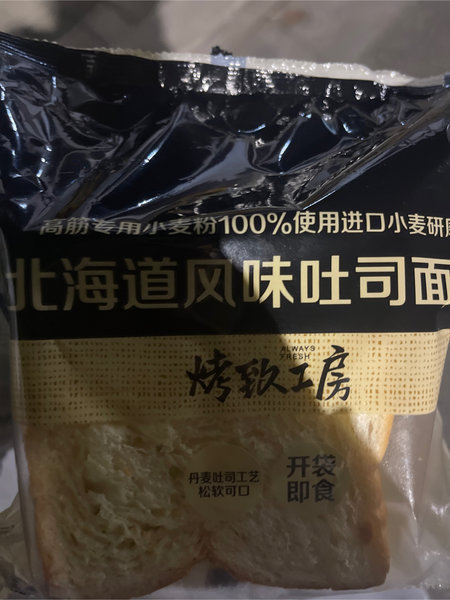 高筋专用小麦粉100%使用进口小麦研磨
北海道风味吐司面
ALWAYS
FRESH
烤致工房
丹麦吐司工艺
松软可口
开袋
即食